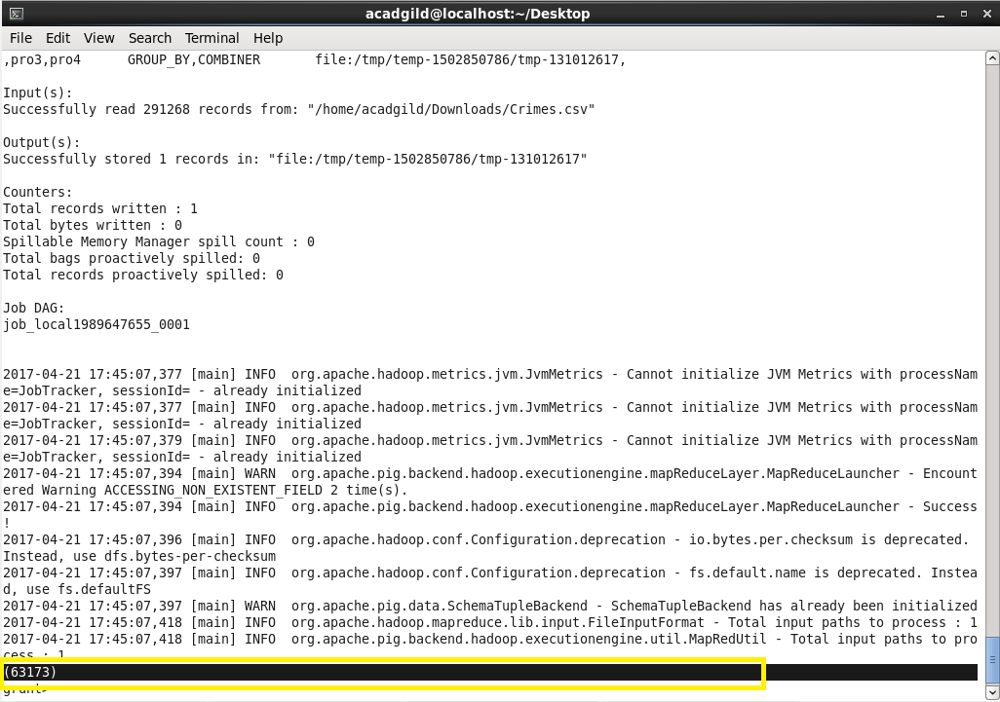 acadgild@localhost:~/Desktop
File Edit View Search Terminal Help
,pro3,pro4 GROUP_BY,COMBINER file:/tmp/temp-1502850786/tmp-131012617,
Input(s):
Successfully read 291268 records from: "/home/acadgild/Downloads/Crimes.csv"
Output(s):
Successfully stored 1 records in: "file:/tmp/temp-1502850786/tmp-131012617"
Counters:
Total records written : 1
Total bytes written : 0
Spillable Memory Manager spill count : 0
Total bags proactively spilled: 0
Total records proactively spilled: 0
Job DAG:
job_local1989647655_0001
2017-04-21 17:45:07,377 [main] INFO  org.apache.hadoop.metrics.jvm.JvmMetrics - Cannot initialize JVM Metrics with processNam
e=JobTracker, sessionId= - already initialized
2017-04-21 17:45:07,377 [main] INFO  org.apache.hadoop.metrics.jvm.JvmMetrics - Cannot initialize JVM Metrics with processNam
e=JobTracker, sessionId= - already initialized
2017-04-21 17:45:07,379 [main] INFO  org.apache.hadoop.metrics.jvm.JvmMetrics - Cannot initialize JVM Metrics with processNam
e=JobTracker, sessionId= - already initialized
2017-04-21 17:45:07,394 [main] WARN  org.apache.pig.backend.hadoop.executionengine.mapReduceLayer.MapReduceLauncher - Encount
ered Warning ACCESSING_NON_EXISTENT_FIELD 2 time(s).
2017-04-21 17:45:07,394 [main] INFO  org.apache.pig.backend.hadoop.executionengine.mapReduceLayer.MapReduceLauncher - Success
!
2017-04-21 17:45:07,396 [main] INFO  org.apache.hadoop.conf.Configuration.deprecation - io.bytes.per.checksum is deprecated.
Instead, use dfs.bytes-per-checksum
2017-04-21 17:45:07,397 [main] INFO  org.apache.hadoop.conf.Configuration.deprecation - fs.default.name is deprecated. Instea
d, use fs.defaultFS
2017-04-21 17:45:07,397 [main] WARN  org.apache.pig.data.SchemaTupleBackend - SchemaTupleBackend has already been initialized
2017-04-21 17:45:07,418 [main] INFO  org.apache.hadoop.mapreduce.lib.input.FileInputFormat - Total input paths to process : 1
2017-04-21 17:45:07,418 [main] INFO  org.apache.pig.backend.hadoop.executionengine.util.MapRedUtil - Total input paths to pro
cess : 1
(63173)
grunt>